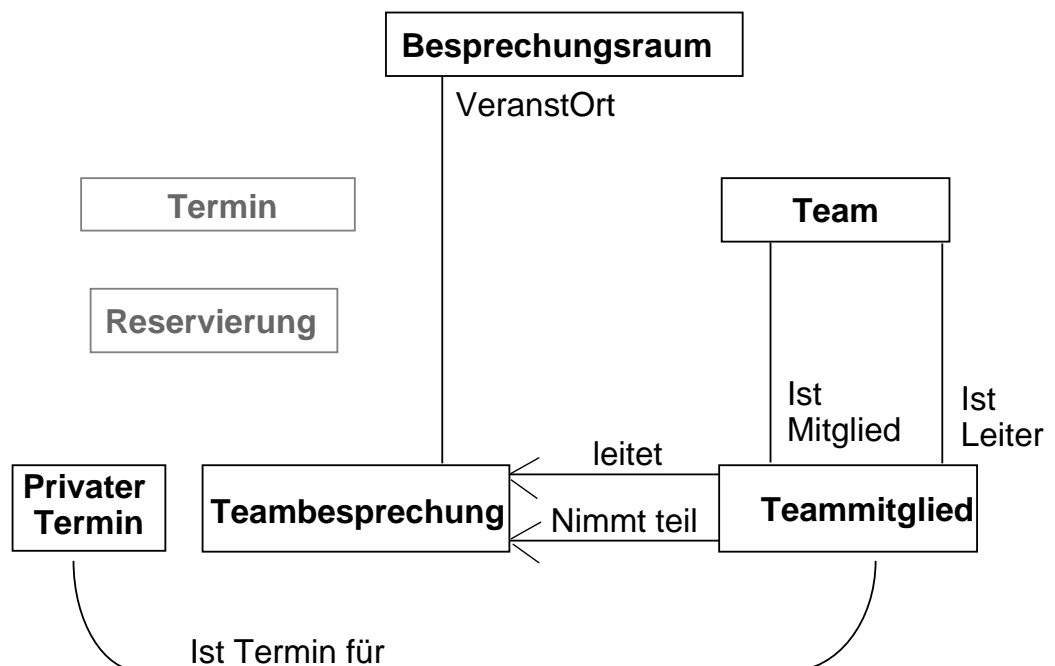 Besprechungsraum
VeranstOrt
Termin
Team
Reservierung
Ist
Mitglied
Ist
Leiter
leitet
Privater
Termin
Teambesprechung
Nimmt teil
Teammitglied
Ist Termin für